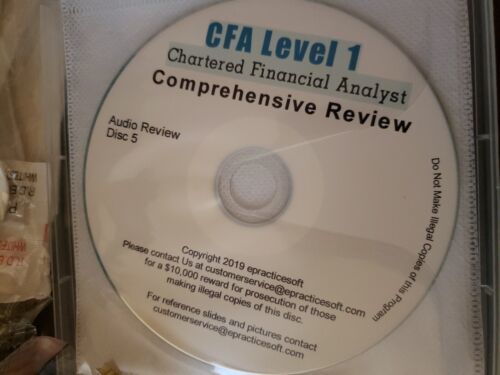 CFA Level 1
Chartered Financial Analyst
Comprehensive Review
Audio Review
Disc 5
Do Not Make Illegal Copies of this Program
Copyright 2019 epracticesoft
Please contact Us at customerservice@epracticesoft.com
for a $10,000 reward for prosecution of those
making illegal copies of this disc.
For reference slides and pictures contact
customerservice@epracticesoft.com